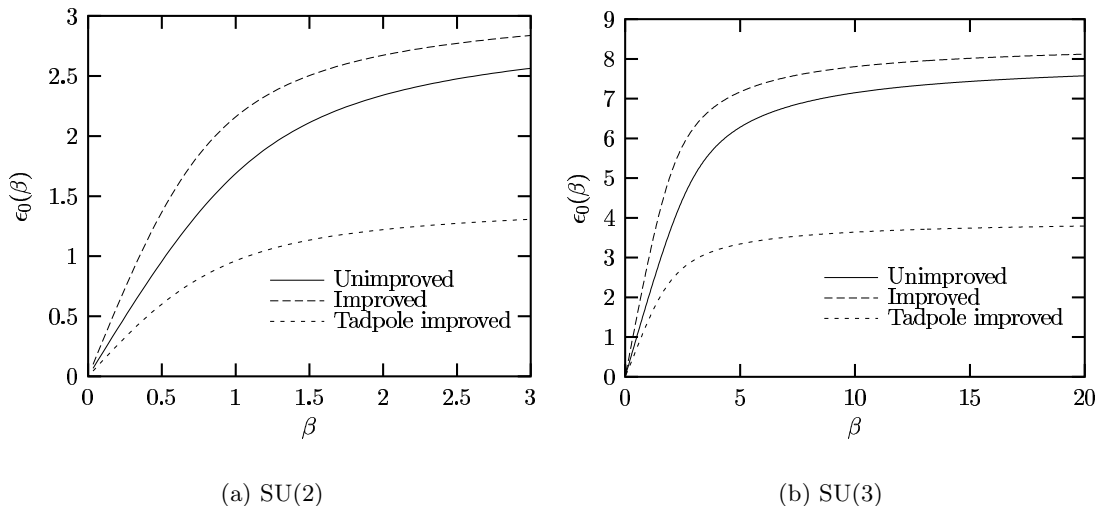 3
2.5
2
1.5
1
0.5
0
ϵ0(β)
0
0.5
1
1.5
2
2.5
3
β
Unimproved
Improved
Tadpole improved
(a) SU(2)
9
8
7
6
5
4
3
2
1
0
ϵ0(β)
0
5
10
15
20
β
Unimproved
Improved
Tadpole improved
(b) SU(3)